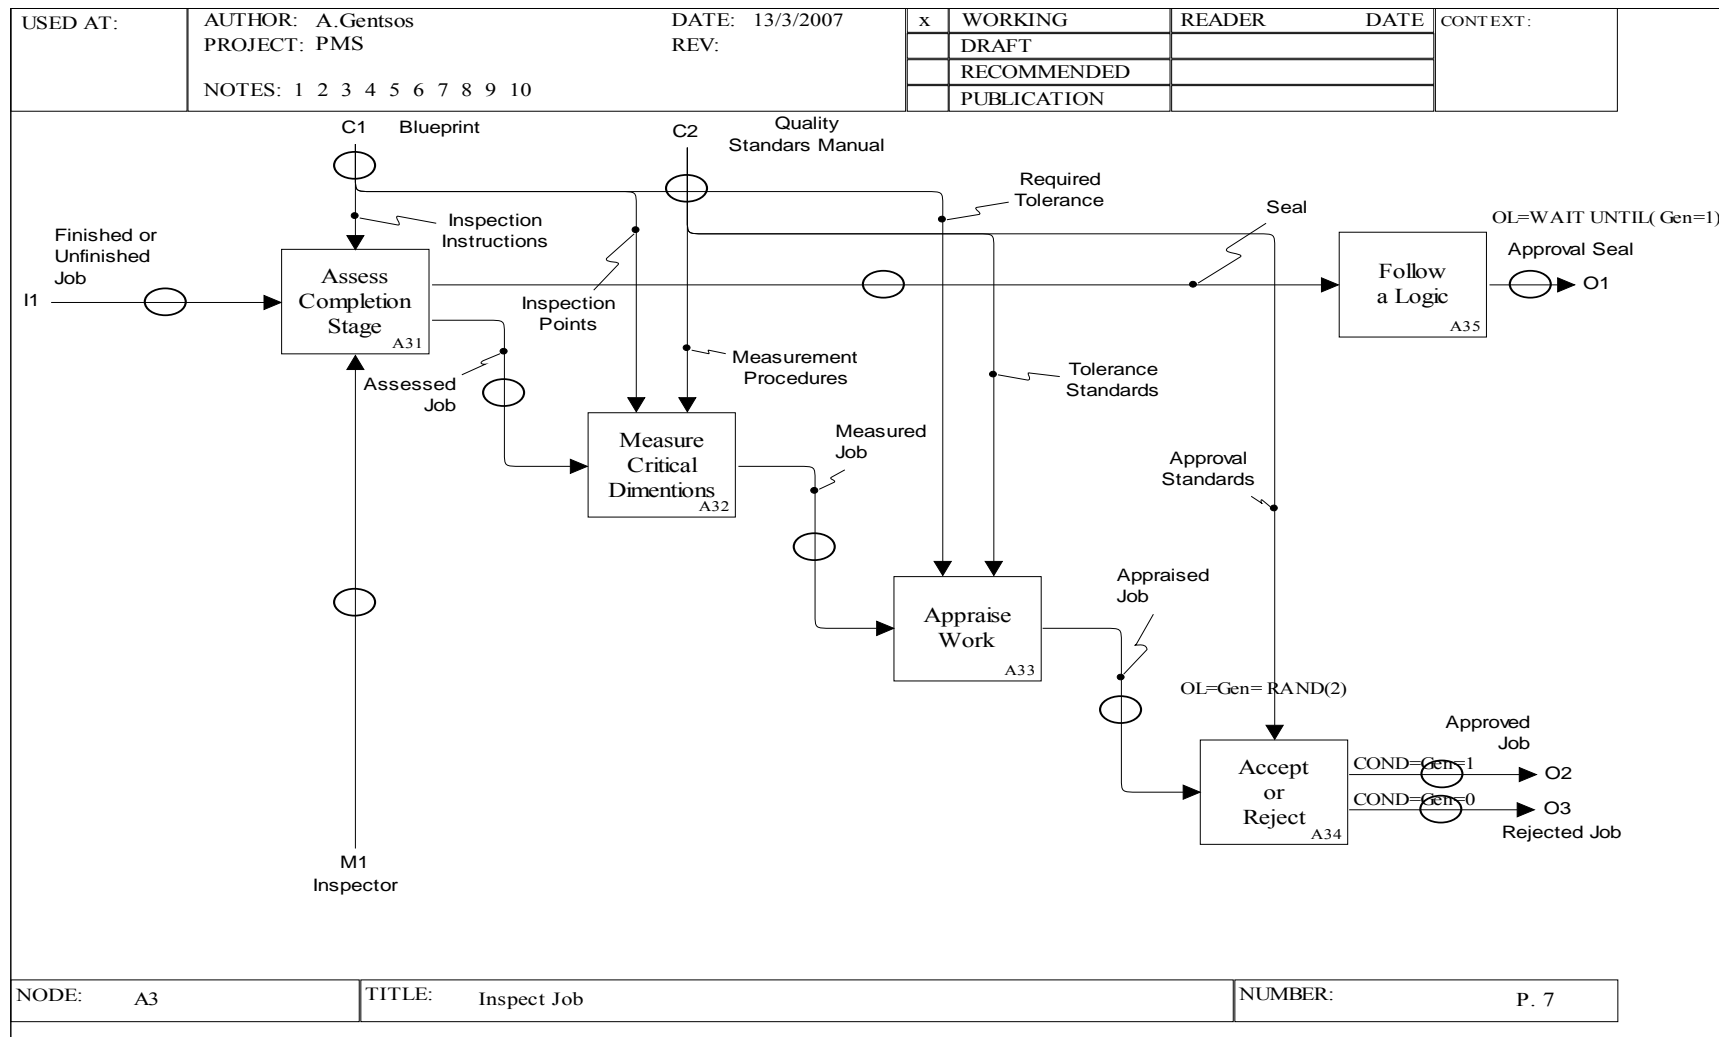 USED AT:
AUTHOR: A.Gentsos
DATE: 13/3/2007
PROJECT: PMS
REV:
NOTES: 1 2 3 4 5 6 7 8 9 10
x WORKING
DRAFT
RECOMMENDED
PUBLICATION
READER DATE
CONTEXT:
C1 Blueprint
C2
Quality
Standars Manual
Required
Tolerance
Seal
OL=WAIT UNTIL( Gen=1)
Approval Seal
O1
Finished or
Unfinished
Job
I1
Inspection
Instructions
Assess
Completion
Stage
A31
Inspection
Points
Follow
a Logic
A35
Assessed
Job
Measurement
Procedures
Tolerance
Standards
Measure
Critical
Dimentions
A32
Measured
Job
Approval
Standards
Appraise
Work
A33
Appraised
Job
OL=Gen= RAND(2)
Accept
or
Reject
A34
Approved
Job
COND=Gen=1
O2
COND=Gen=0
O3
Rejected Job
M1
Inspector
NODE: A3
TITLE: Inspect Job
NUMBER: P. 7